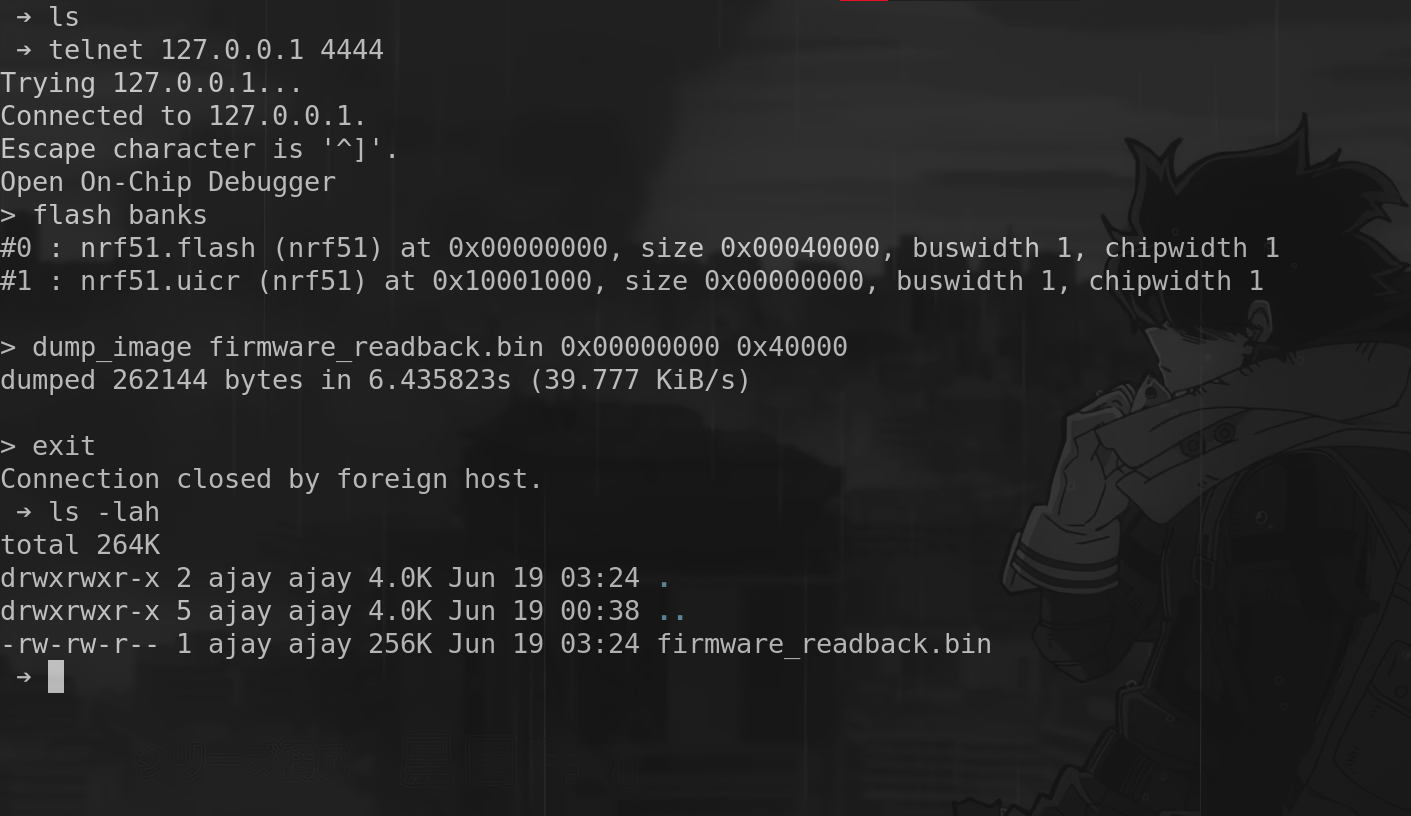 ➔ ls
➔ telnet 127.0.0.1 4444
Trying 127.0.0.1...
Connected to 127.0.0.1.
Escape character is '^]'.
Open On-Chip Debugger
> flash banks
#0 : nrf51.flash (nrf51) at 0x00000000, size 0x00040000, buswidth 1, chipwidth 1
#1 : nrf51.uicr (nrf51) at 0x10001000, size 0x00000000, buswidth 1, chipwidth 1
> dump_image firmware_readback.bin 0x00000000 0x40000
dumped 262144 bytes in 6.435823s (39.777 KiB/s)
> exit
Connection closed by foreign host.
➔ ls -lah
total 264K
drwxrwxr-x 2 ajay ajay 4.0K Jun 19 03:24 .
drwxrwxr-x 5 ajay ajay 4.0K Jun 19 00:38 ..
-rw-rw-r-- 1 ajay ajay 256K Jun 19 03:24 firmware_readback.bin
➔